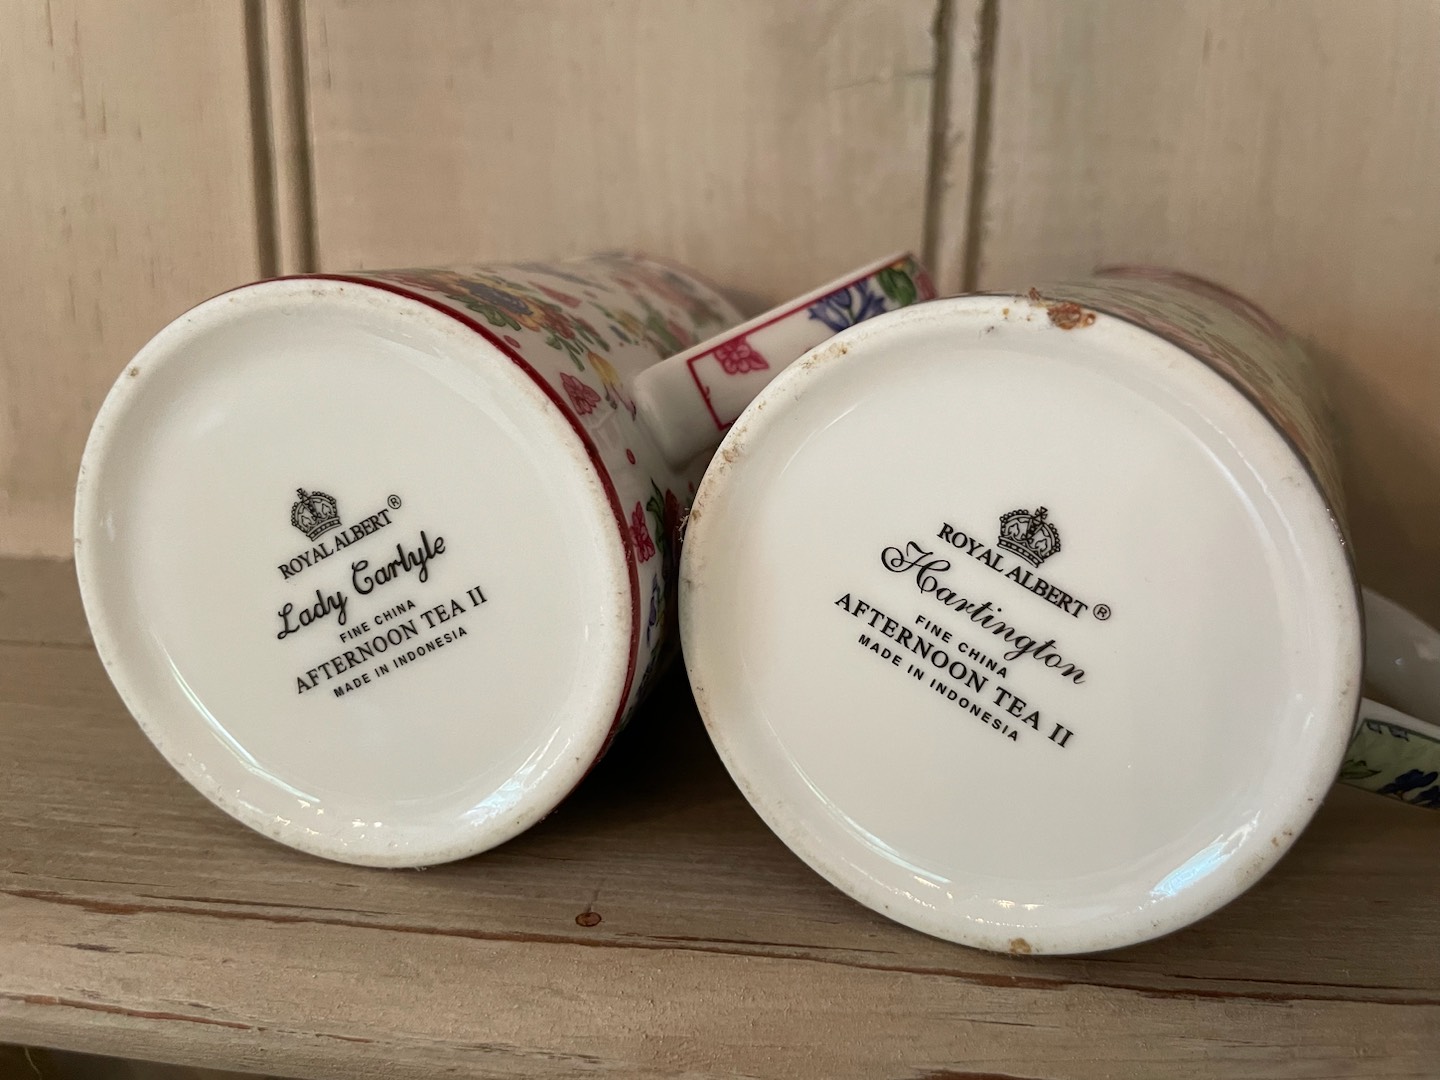 ROYAL ALBERT®
Lady Carlyle
FINE CHINA
AFTERNOON TEA II
MADE IN INDONESIA
ROYAL ALBERT®
Hartington
FINE CHINA
AFTERNOON TEA II
MADE IN INDONESIA